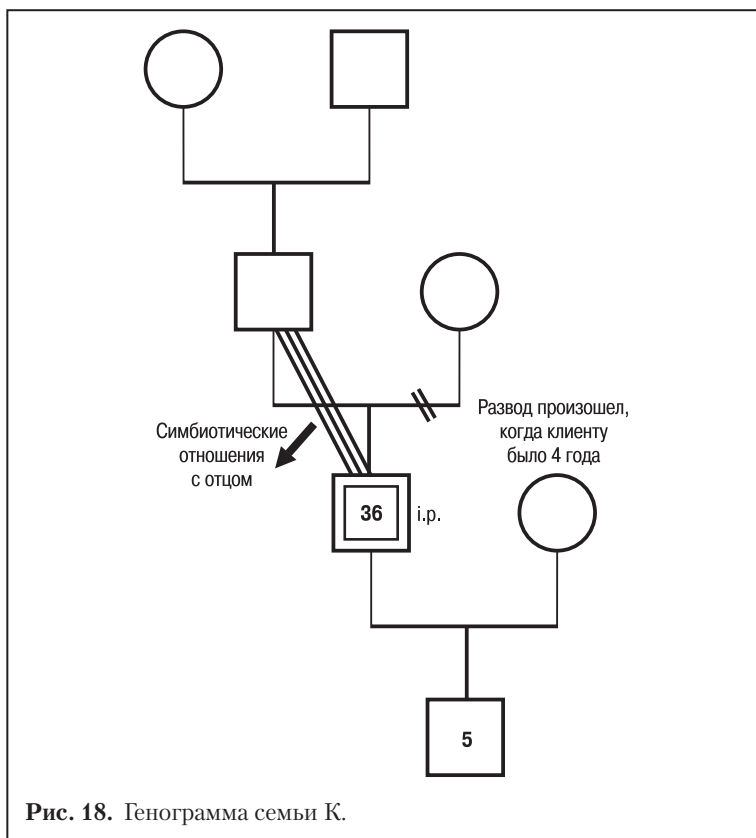 Развод произошел,
когда клиенту
было 4 года
Симбиотические
отношения
с отцом
36
i.p.
5
Рис. 18. Генограмма семьи К.